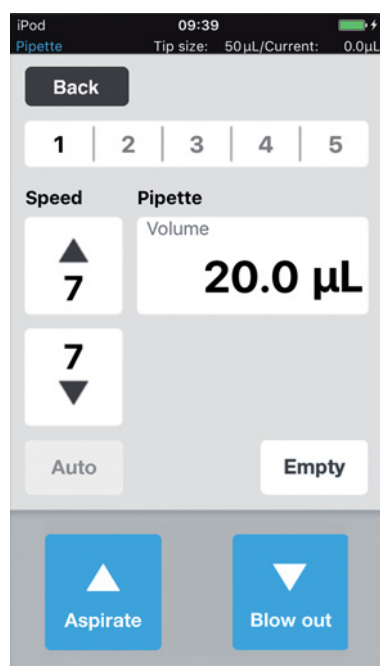 iPod 09:39
Pipette Tip size: 50µL/Current: 0.0µL
Back
1 2 3 4 5
Speed Pipette
Volume
7 20.0 µL
7
Auto Empty
Aspirate Blow out